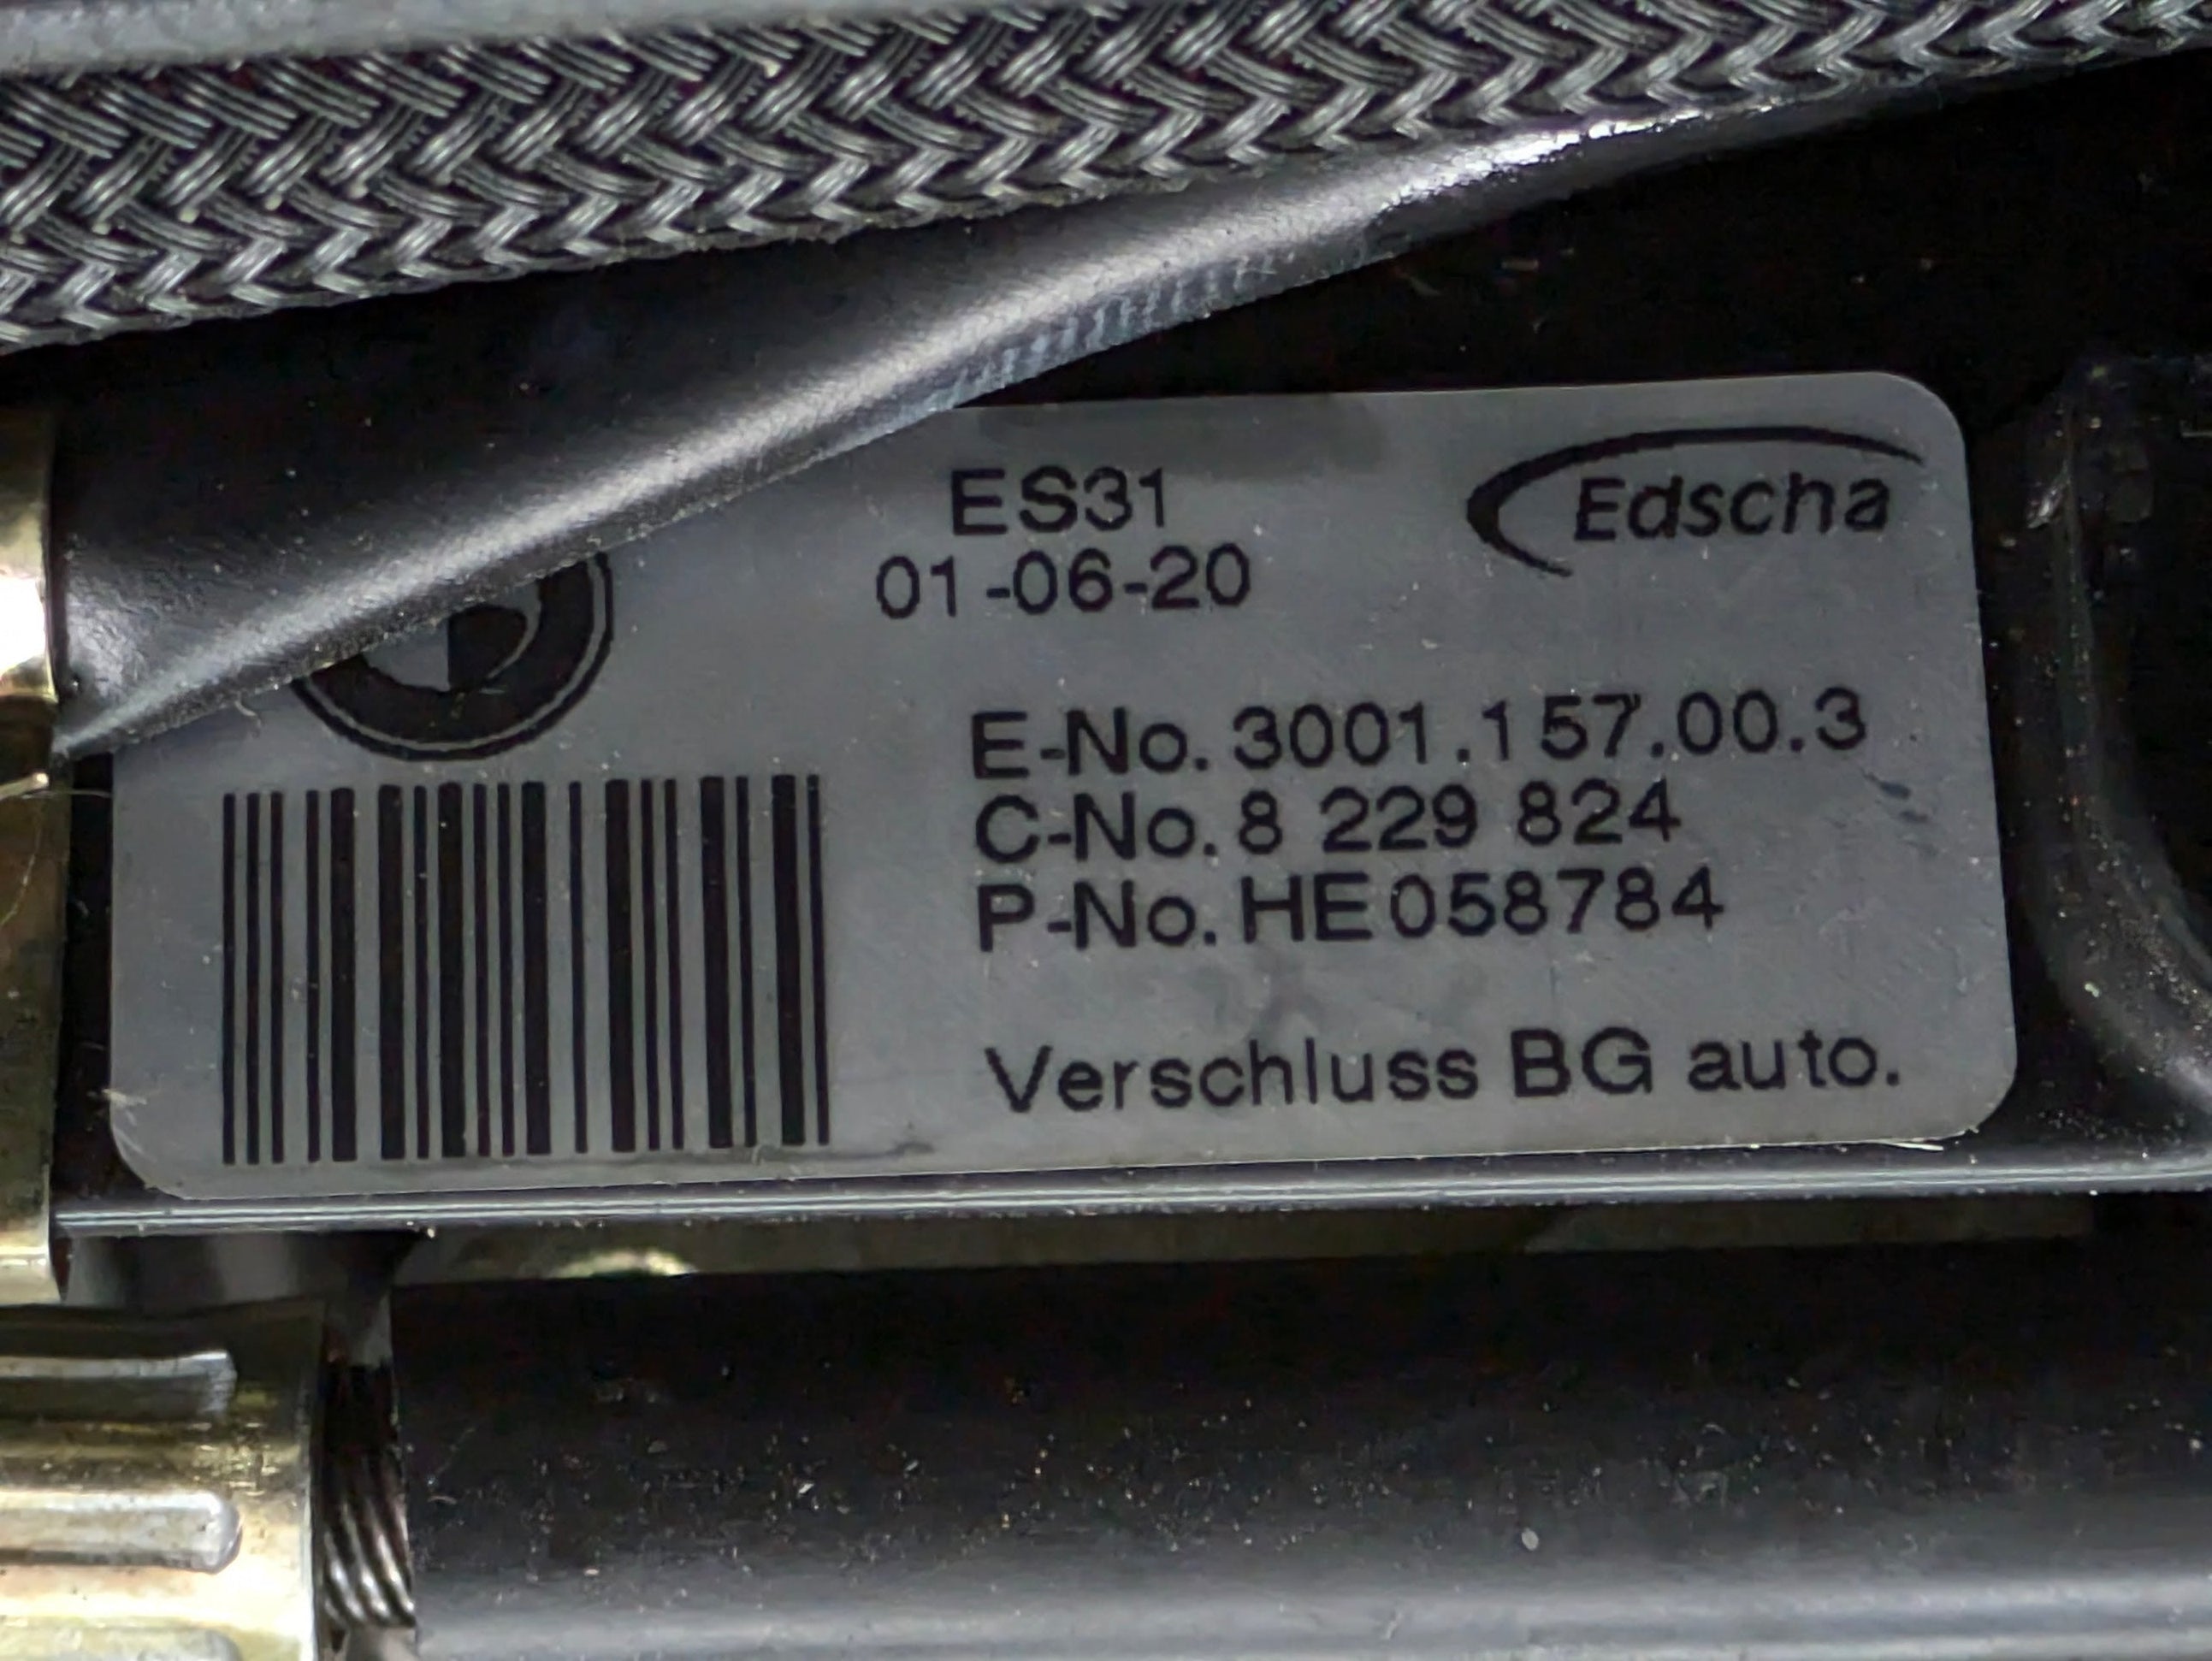 ES31
01-06-20
Edscha
E-No. 3001.157.00.3
C-No. 8 229 824
P-No. HE058784
Verschluss BG auto.